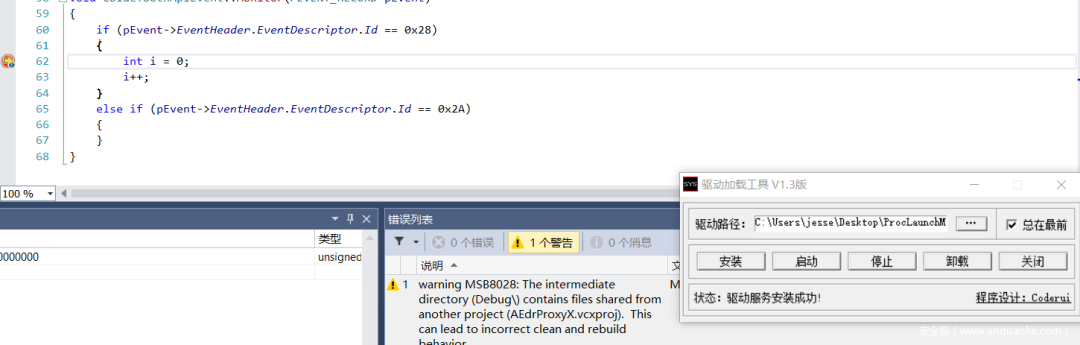 59
{
60
if (pEvent->EventHeader.EventDescriptor.Id == 0x28)
61
{
62
int i = 0;
63
i++;
64
}
65
else if (pEvent->EventHeader.EventDescriptor.Id == 0x2A)
66
{
67
}
68
}
100 %
类型
0000000
unsigned
错误列表
0 个错误
1 个警告
0 个消息
说明
文
1
warning MSB8028: The intermediate
directory (Debug\) contains files shared from
another project (AEdrProxyX.vcxproj). This
can lead to incorrect clean and rebuild
behavior
M
SYS
驱动加载工具 V1.3版
驱动路径: C:\Users\jesse\Desktop\ProcLaunchM
...
总在最前
安装
启动
停止
卸载
关闭
状态: 驱动服务安装成功!
程序设计: Coderui
安全客 ( www.anquanke.com )